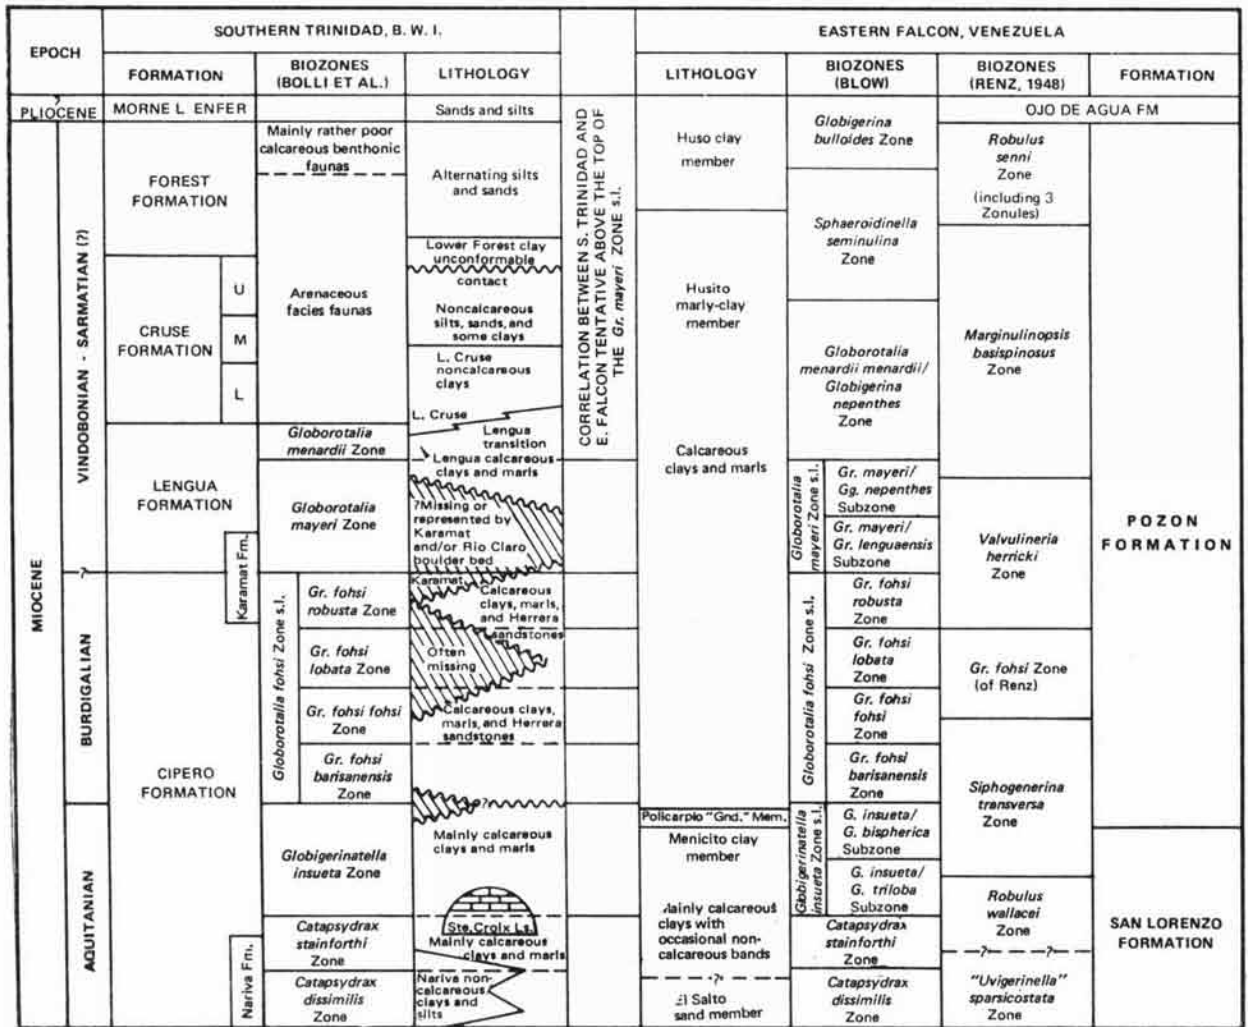 SOUTHERN TRINIDAD, B. W. I.
EASTERN FALCON, VENEZUELA
EPOCH
FORMATION
BIOZONES
(BOLLI ET AL.)
LITHOLOGY
LITHOLOGY
BIOZONES
(BLOW)
BIOZONES
(RENZ, 1948)
FORMATION
?
PLIOCENE
MORNE L ENFER
Sands and silts
OJO DE AGUA FM
MIOCENE
VINDOBONIAN - SARMATIAN (?)
?
BURDIGALIAN
AQUITANIAN
FOREST
FORMATION
CRUSE
FORMATION
U
M
L
LENGUA
FORMATION
Karamat Fm.
CIPERO
FORMATION
Nariva Fm.
Mainly rather poor
calcareous benthonic
faunas
Arenaceous
facies faunas
Globorotalia
menardii Zone
Globorotalia
mayeri Zone
Globorotalia fohsi Zone s.l.
Gr. fohsi
robusta Zone
Gr. fohsi
lobata Zone
Gr. fohsi fohsi
Zone
Gr. fohsi
barisanensis
Zone
Globigerinatella
insueta Zone
Catapsydrax
stainforthi
Zone
Catapsydrax
dissimilis
Zone
Alternating silts
and sands
Lower Forest clay
unconformable
contact
Noncalcareous
silts, sands, and
some clays
L. Cruse
noncalcareous
clays
L. Cruse
Lengua
transition
Lengua calcareous
clays and marls
?Missing or
represented by
Karamat
and/or Rio Claro
boulder bed
Karamat
Calcareous
clays, marls,
and Herrera
sandstones
Often
missing
Calcareous clays,
marls, and Herrera
sandstones
?
Mainly calcareous
clays and marls
Ste. Croix Ls.
Mainly calcareous
clays and marls
Nariva non-
calcareous
clays and
silts
CORRELATION BETWEEN S. TRINIDAD AND
E. FALCON TENTATIVE ABOVE THE TOP OF
THE Gr. mayeri ZONE s.l.
Huso clay
member
Husito
marly-clay
member
Calcareous
clays and marls
Policarpio "Gnd." Mem.
Menicito clay
member
Mainly calcareous
clays with
occasional non-
calcareous bands
?
El Salto
sand member
Globigerina
bulloides Zone
Sphaeroidinella
seminulina
Zone
Globorotalia
menardii menardii/
Globigerina
nepenthes
Zone
Globorotalia
mayeri Zone s.l.
Gr. mayeri/
Gg. nepenthes
Subzone
Gr. mayeri/
Gr. lenguaensis
Subzone
Globorotalia fohsi Zone s.l.
Gr. fohsi
robusta
Zone
Gr. fohsi
lobata
Zone
Gr. fohsi
fohsi
Zone
Gr. fohsi
barisanensis
Zone
Globigerinatella
insueta Zone s.l.
G. insueta/
G. bispherica
Subzone
G. insueta/
G. triloba
Subzone
Catapsydrax
stainforthi
Zone
Catapsydrax
dissimilis
Zone
Robulus
senni
Zone
(including 3
Zonules)
Marginulinopsis
basispinosus
Zone
Valvulineria
herricki
Zone
Gr. fohsi Zone
(of Renz)
Siphogenerina
transversa
Zone
Robulus
wallacei
Zone
? ?
"Uvigerinella"
sparsicostata
Zone
POZON
FORMATION
SAN LORENZO
FORMATION